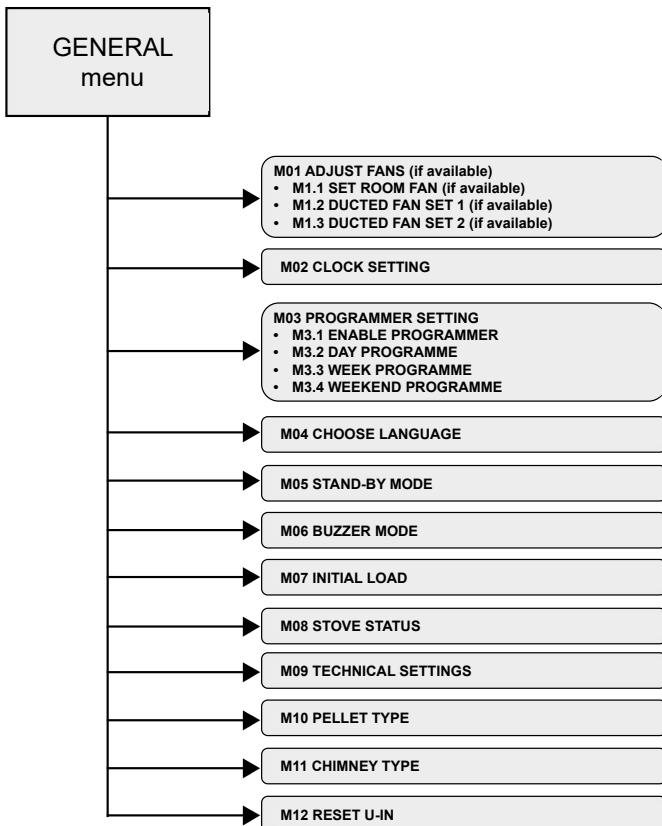 GENERAL
menu
M01 ADJUST FANS (if available)
• M1.1 SET ROOM FAN (if available)
• M1.2 DUCTED FAN SET 1 (if available)
• M1.3 DUCTED FAN SET 2 (if available)
M02 CLOCK SETTING
M03 PROGRAMMER SETTING
• M3.1 ENABLE PROGRAMMER
• M3.2 DAY PROGRAMME
• M3.3 WEEK PROGRAMME
• M3.4 WEEKEND PROGRAMME
M04 CHOOSE LANGUAGE
M05 STAND-BY MODE
M06 BUZZER MODE
M07 INITIAL LOAD
M08 STOVE STATUS
M09 TECHNICAL SETTINGS
M10 PELLET TYPE
M11 CHIMNEY TYPE
M12 RESET U-IN